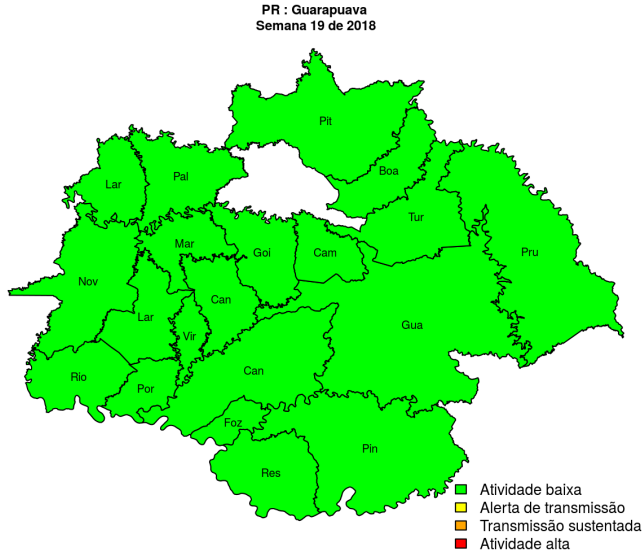 PR : Guarapuava
Semana 19 de 2018
Pit
Boa
Lar
Pal
Tur
Mar
Goi
Cam
Pru
Nov
Can
Lar
Vir
Gua
Rio
Por
Can
Foz
Pin
Res
Atividade baixa
Alerta de transmissão
Transmissão sustentada
Atividade alta